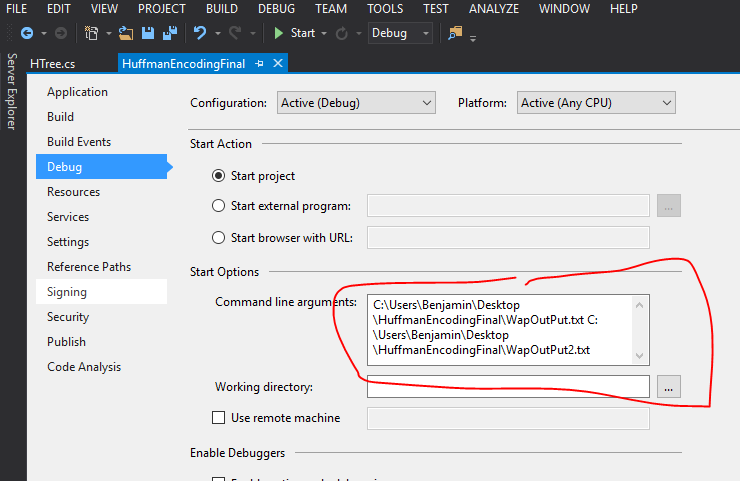 FILE EDIT VIEW PROJECT BUILD DEBUG TEAM TOOLS TEST ANALYZE WINDOW HELP
Start Debug
Server Explorer
HTree.cs HuffmanEncodingFinal
Application
Build
Build Events
Debug
Resources
Services
Settings
Reference Paths
Signing
Security
Publish
Code Analysis
Configuration: Active (Debug) Platform: Active (Any CPU)
Start Action
Start project
Start external program: ...
Start browser with URL:
Start Options
Command line arguments: C:\Users\Benjamin\Desktop
\HuffmanEncodingFinal\WapOutPut.txt C:
\Users\Benjamin\Desktop
\HuffmanEncodingFinal\WapOutPut2.txt
Working directory: ...
Use remote machine
Enable Debuggers